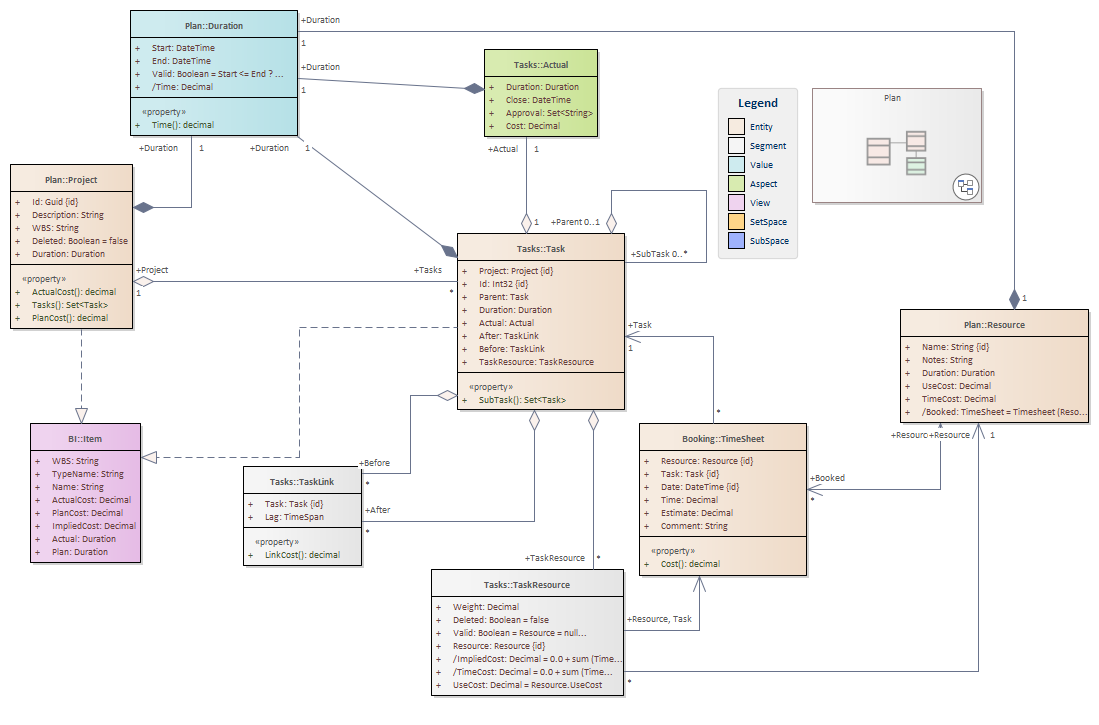 Plan::Duration
+ Start: DateTime
+ End: DateTime
+ Valid: Boolean = Start <= End ? ...
+ /Time: Decimal
«property»
+ Time(): decimal
+Duration
1
+Duration
1
+Duration
1
+Duration
1
Tasks::Actual
+ Duration: Duration
+ Close: DateTime
+ Approval: Set<String>
+ Cost: Decimal
+Actual
1
1
Legend
Entity
Segment
Value
Aspect
View
SetSpace
SubSpace
Plan
Plan::Project
+ Id: Guid {id}
+ Description: String
+ WBS: String
+ Deleted: Boolean = false
+ Duration: Duration
«property»
+ ActualCost(): decimal
+ Tasks(): Set<Task>
+ PlanCost(): decimal
+Project
1
+Tasks
*
+Parent 0..1
+SubTask 0..*
Tasks::Task
+ Project: Project {id}
+ Id: Int32 {id}
+ Parent: Task
+ Duration: Duration
+ Actual: Actual
+ After: TaskLink
+ Before: TaskLink
+ TaskResource: TaskResource
«property»
+ SubTask(): Set<Task>
+Task
1
*
1
Plan::Resource
+ Name: String {id}
+ Notes: String
+ Duration: Duration
+ UseCost: Decimal
+ TimeCost: Decimal
+ /Booked: TimeSheet = Timesheet (Reso...
+Resourc
+Resource
1
BI::Item
+ WBS: String
+ TypeName: String
+ Name: String
+ ActualCost: Decimal
+ PlanCost: Decimal
+ ImpliedCost: Decimal
+ Actual: Duration
+ Plan: Duration
Booking::TimeSheet
+ Resource: Resource {id}
+ Task: Task {id}
+ Date: DateTime {id}
+ Time: Decimal
+ Estimate: Decimal
+ Comment: String
«property»
+ Cost(): decimal
+Booked
*
Tasks::TaskLink
+ Task: Task {id}
+ Lag: TimeSpan
«property»
+ LinkCost(): decimal
+Before
*
+After
*
+TaskResource
*
Tasks::TaskResource
+ Weight: Decimal
+ Deleted: Boolean = false
+ Valid: Boolean = Resource = null...
+ Resource: Resource {id}
+ /ImpliedCost: Decimal = 0.0 + sum (Time...
+ /TimeCost: Decimal = 0.0 + sum (Time...
+ UseCost: Decimal = Resource.UseCost
+Resource, Task
*